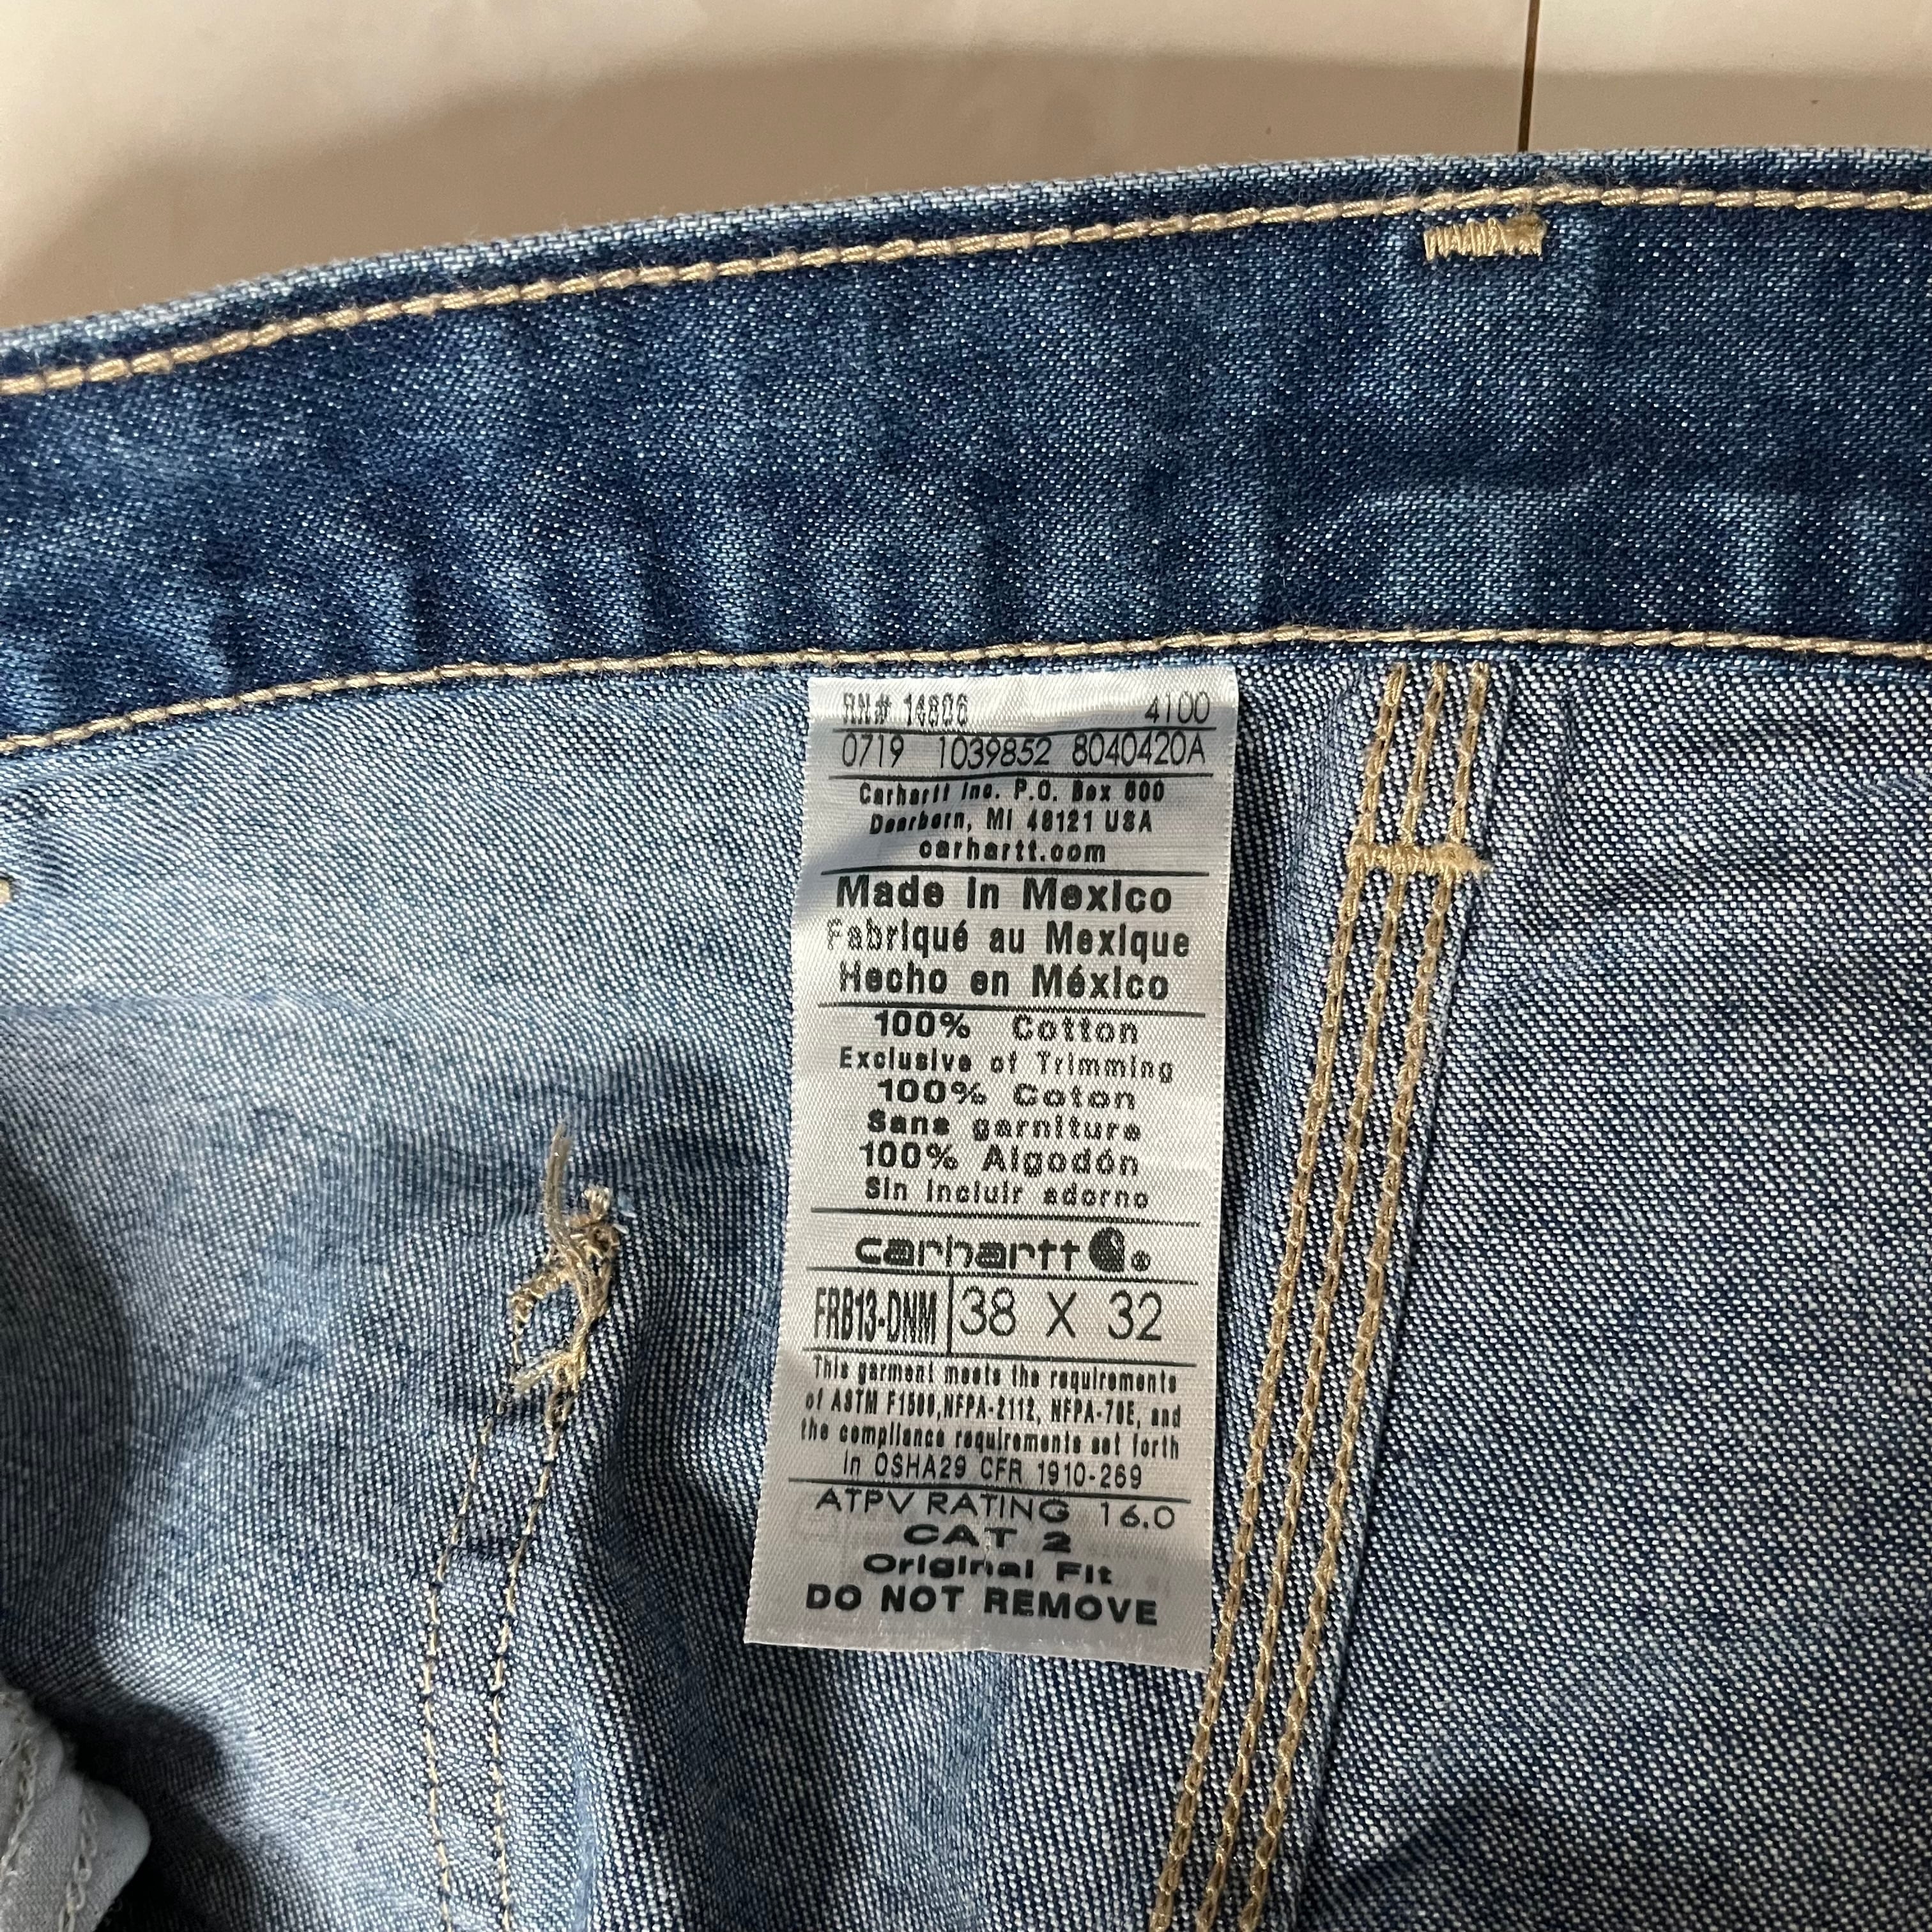 RN# 14806 4100
0719 1039852 8040420A
Carhartt Inc. P.O. Box 600
Dearborn, MI 48121 USA
carhartt.com
Made in Mexico
Fabriqué au Mexique
Hecho en México
100% Cotton
Exclusive of Trimming
100% Coton
Sans garniture
100% Algodón
Sin incluir adorno
carhartt ®
FRB13-DNM 38 X 32
This garment meets the requirements
of ASTM F1506,NFPA-2112, NFPA-70E, and
the compliance requirements set forth
in OSHA29 CFR 1910-269
ATPV RATING 16.0
CAT 2
Original Fit
DO NOT REMOVE